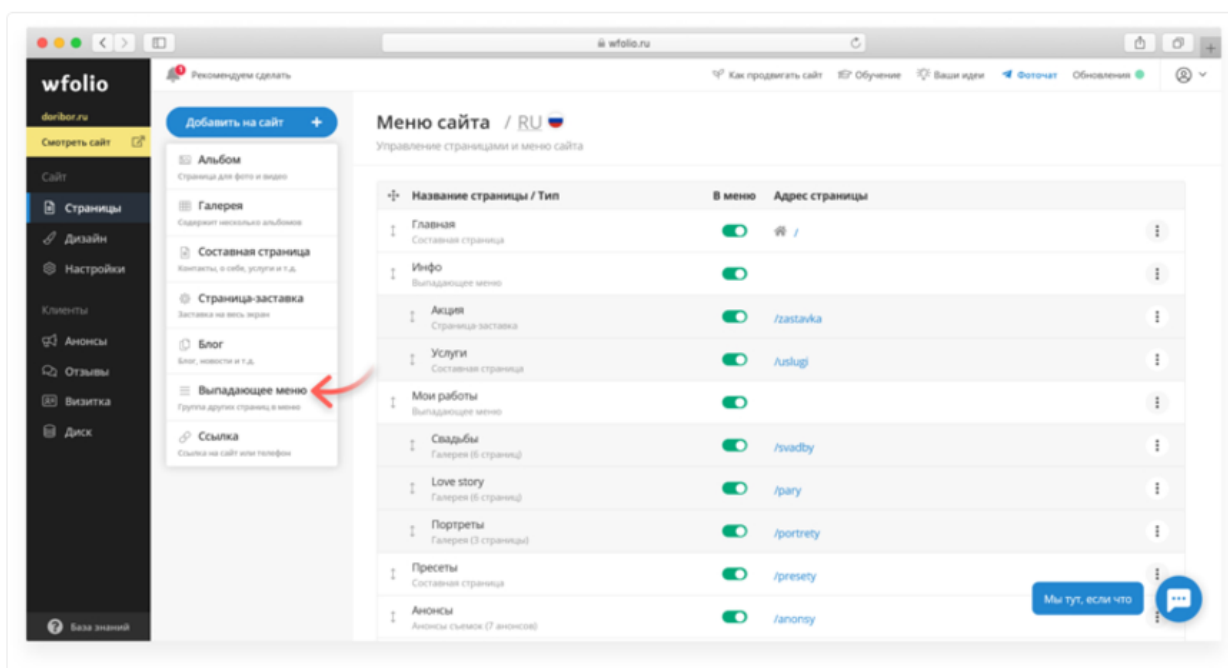 wfolio.ru
wfolio
Рекомендуем сделать
Как продвигать сайт
Обучение
Ваши идеи
Фоточат
Обновления
doribor.ru
Смотреть сайт
Сайт
Страницы
Дизайн
Настройки
Клиенты
Анонсы
Отзывы
Визитка
Диск
База знаний
Добавить на сайт +
Альбом
Страница для фото и видео
Галерея
Содержит несколько альбомов
Составная страница
Контакты, о себе, услуги и т.д.
Страница-заставка
Заставка на весь экран
Блог
Блог, новости и т.д.
Выпадающее меню
Группа других страниц в меню
Ссылка
Ссылка на сайт или телефон
Меню сайта / RU
Управление страницами и меню сайта
Название страницы / Тип В меню Адрес страницы
Главная
Составная страница
/
Инфо
Выпадающее меню
Акция
Страница-заставка
/zastavka
Услуги
Составная страница
/uslugi
Мои работы
Выпадающее меню
Свадьбы
Галерея (6 страниц)
/svadby
Love story
Галерея (6 страниц)
/pary
Портреты
Галерея (3 страницы)
/portrety
Пресеты
Составная страница
/presety
Анонсы
Анонсы съемок (7 анонсов)
/anonsy
Мы тут, если что